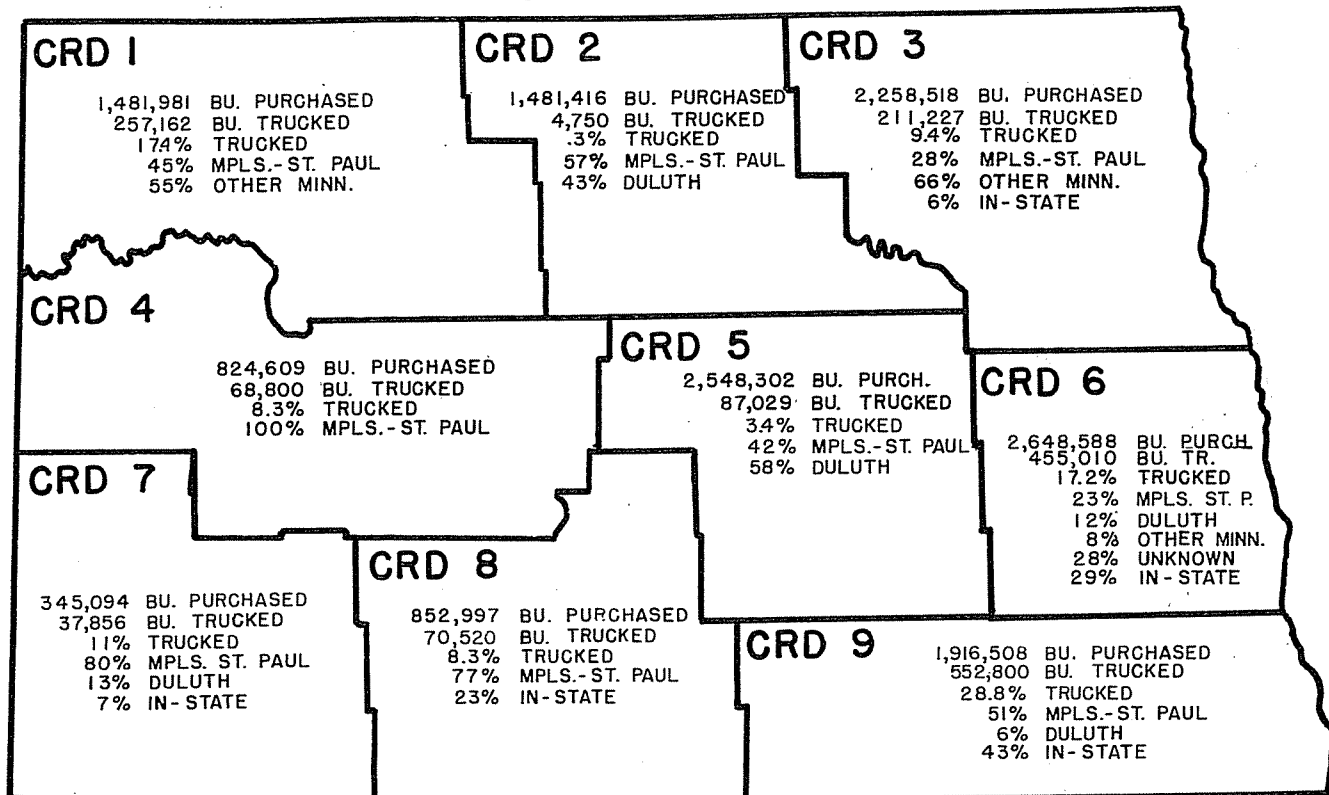 CRD 1
1,481,981 BU. PURCHASED
257,162 BU. TRUCKED
17.4% TRUCKED
45% MPLS.-ST. PAUL
55% OTHER MINN.
CRD 2
1,481,416 BU. PURCHASED
4,750 BU. TRUCKED
.3% TRUCKED
57% MPLS.-ST. PAUL
43% DULUTH
CRD 3
2,258,518 BU. PURCHASED
211,227 BU. TRUCKED
9.4% TRUCKED
28% MPLS.-ST. PAUL
66% OTHER MINN.
6% IN-STATE
CRD 4
824,609 BU. PURCHASED
68,800 BU. TRUCKED
8.3% TRUCKED
100% MPLS.-ST. PAUL
CRD 5
2,548,302 BU. PURCH.
87,029 BU. TRUCKED
3.4% TRUCKED
42% MPLS.-ST. PAUL
58% DULUTH
CRD 6
2,648,588 BU. PURCH.
455,010 BU. TR.
17.2% TRUCKED
23% MPLS. ST. P.
12% DULUTH
8% OTHER MINN.
28% UNKNOWN
29% IN-STATE
CRD 7
345,094 BU. PURCHASED
37,856 BU. TRUCKED
11% TRUCKED
80% MPLS. ST. PAUL
13% DULUTH
7% IN-STATE
CRD 8
852,997 BU. PURCHASED
70,520 BU. TRUCKED
8.3% TRUCKED
77% MPLS.-ST. PAUL
23% IN-STATE
CRD 9
1,916,508 BU. PURCHASED
552,800 BU. TRUCKED
28.8% TRUCKED
51% MPLS.-ST. PAUL
6% DULUTH
43% IN-STATE